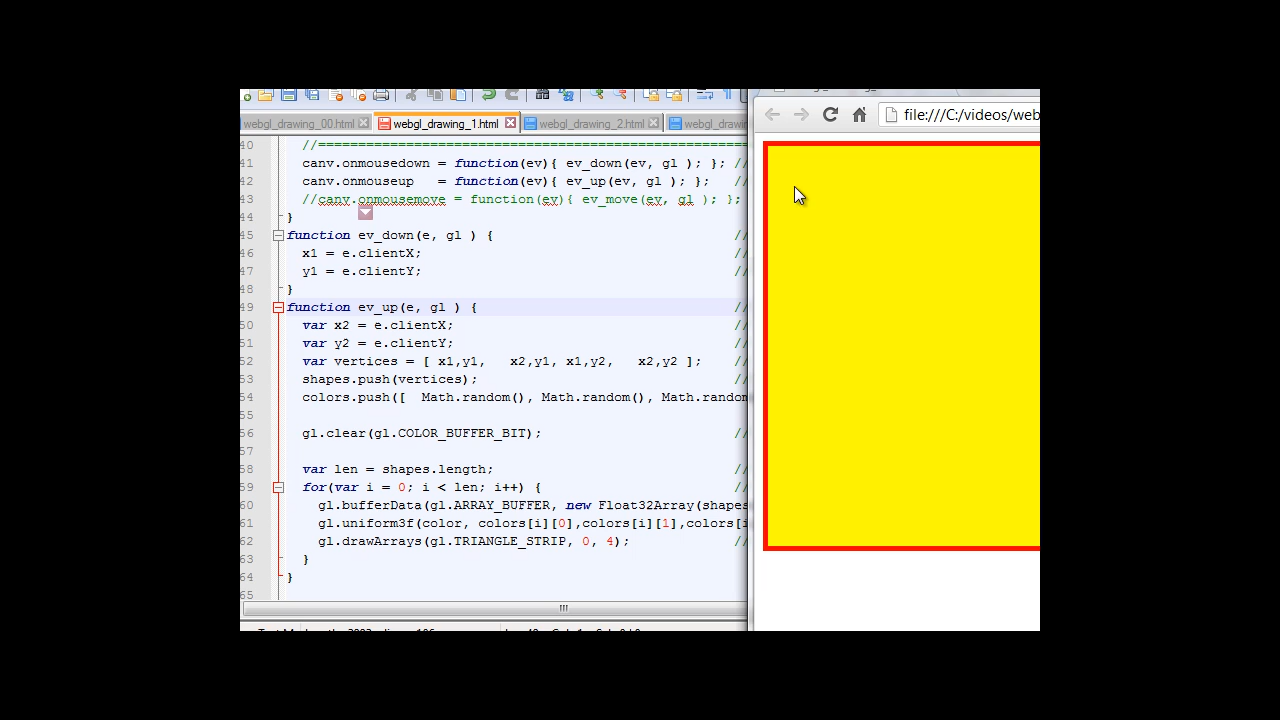 webgl_drawing_00.html webgl_drawing_1.html webgl_drawing_2.html webgl_drawin
file:///C:/videos/web
40 //======================================================
41 canv.onmousedown = function(ev){ ev_down(ev, gl ); }; //
42 canv.onmouseup = function(ev){ ev_up(ev, gl ); }; //
43 //canv.onmousemove = function(ev){ ev_move(ev, gl ); };
44 }
45 function ev_down(e, gl ) { //
46 x1 = e.clientX; //
47 y1 = e.clientY; //
48 }
49 function ev_up(e, gl ) { //
50 var x2 = e.clientX; //
51 var y2 = e.clientY; //
52 var vertices = [ x1,y1, x2,y1, x1,y2, x2,y2 ]; //
53 shapes.push(vertices); //
54 colors.push([ Math.random(), Math.random(), Math.random
55
56 gl.clear(gl.COLOR_BUFFER_BIT); //
57
58 var len = shapes.length; //
59 for(var i = 0; i < len; i++) { //
60 gl.bufferData(gl.ARRAY_BUFFER, new Float32Array(shapes
61 gl.uniform3f(color, colors[i][0],colors[i][1],colors[i
62 gl.drawArrays(gl.TRIANGLE_STRIP, 0, 4); //
63 }
64 }
65